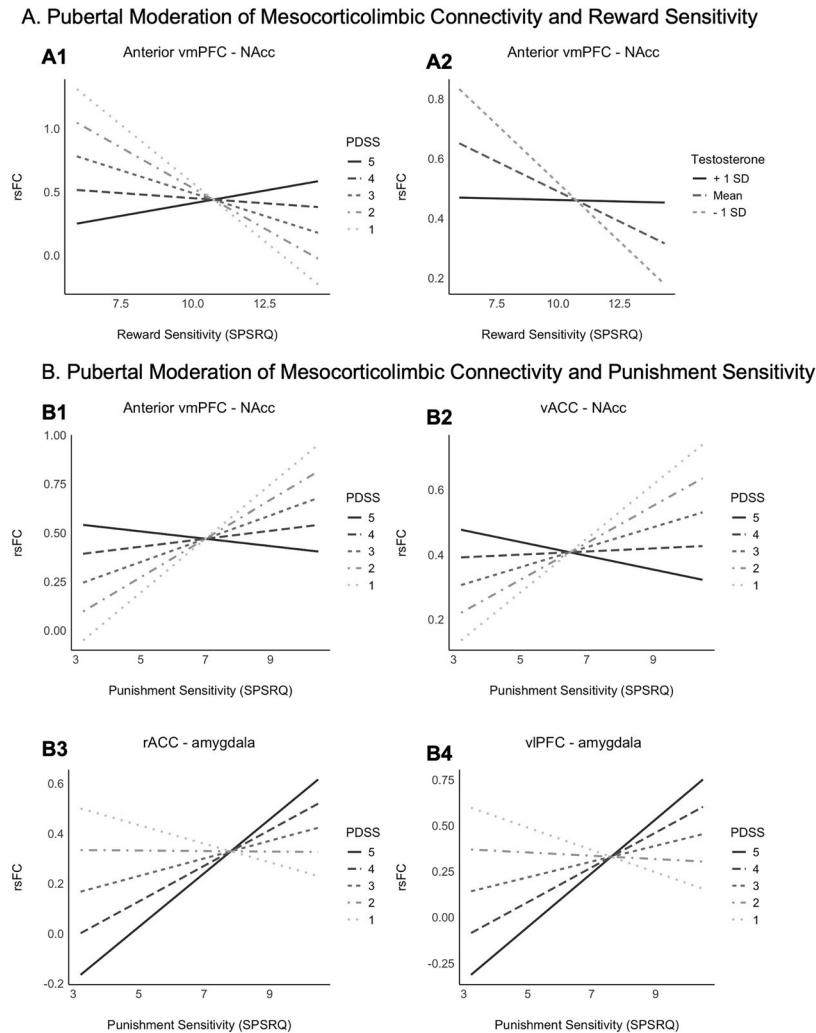 A. Pubertal Moderation of Mesocorticolimbic Connectivity and Reward Sensitivity
A1
Anterior vmPFC - NAcc
1.0
0.5
0.0
rsFC
7.5 10.0 12.5
Reward Sensitivity (SPSRQ)
PDSS
5
4
3
2
1
A2
Anterior vmPFC - NAcc
0.8
0.6
0.4
0.2
rsFC
7.5 10.0 12.5
Reward Sensitivity (SPSRQ)
Testosterone
+ 1 SD
Mean
- 1 SD
B. Pubertal Moderation of Mesocorticolimbic Connectivity and Punishment Sensitivity
B1
Anterior vmPFC - NAcc
1.00
0.75
0.50
0.25
0.00
rsFC
3 5 7 9
Punishment Sensitivity (SPSRQ)
PDSS
5
4
3
2
1
B2
vACC - NAcc
0.6
0.4
0.2
rsFC
3 5 7 9
Punishment Sensitivity (SPSRQ)
PDSS
5
4
3
2
1
B3
rACC - amygdala
0.6
0.4
0.2
0.0
-0.2
rsFC
3 5 7 9
Punishment Sensitivity (SPSRQ)
PDSS
5
4
3
2
1
B4
vlPFC - amygdala
0.75
0.50
0.25
0.00
-0.25
rsFC
3 5 7 9
Punishment Sensitivity (SPSRQ)
PDSS
5
4
3
2
1